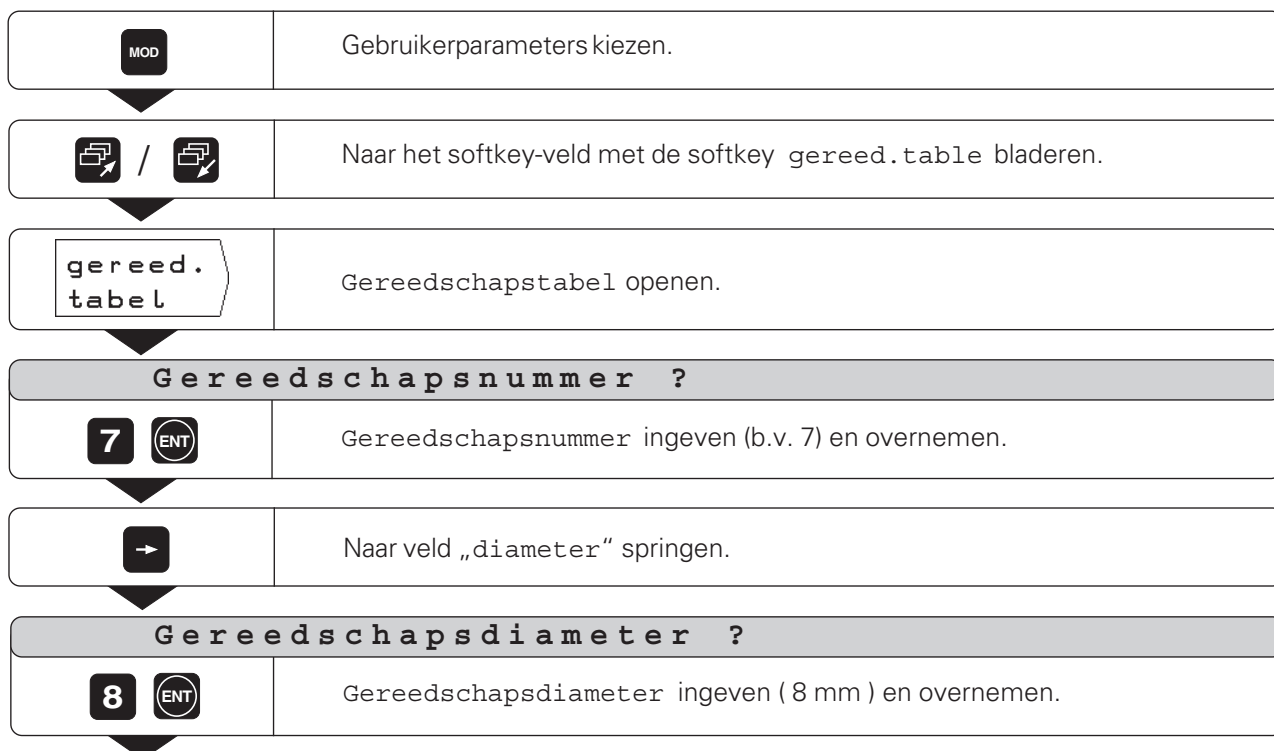 MOD Gebruikerparameters kiezen.
/ Naar het softkey-veld met de softkey gereed.table bladeren.
gereed.
tabel
Gereedschapstabel openen.
Gereedschapsnummer ?
7 ENT Gereedschapsnummer ingeven (b.v. 7) en overnemen.
Naar veld „diameter“ springen.
Gereedschapsdiameter ?
8 ENT Gereedschapsdiameter ingeven ( 8 mm ) en overnemen.